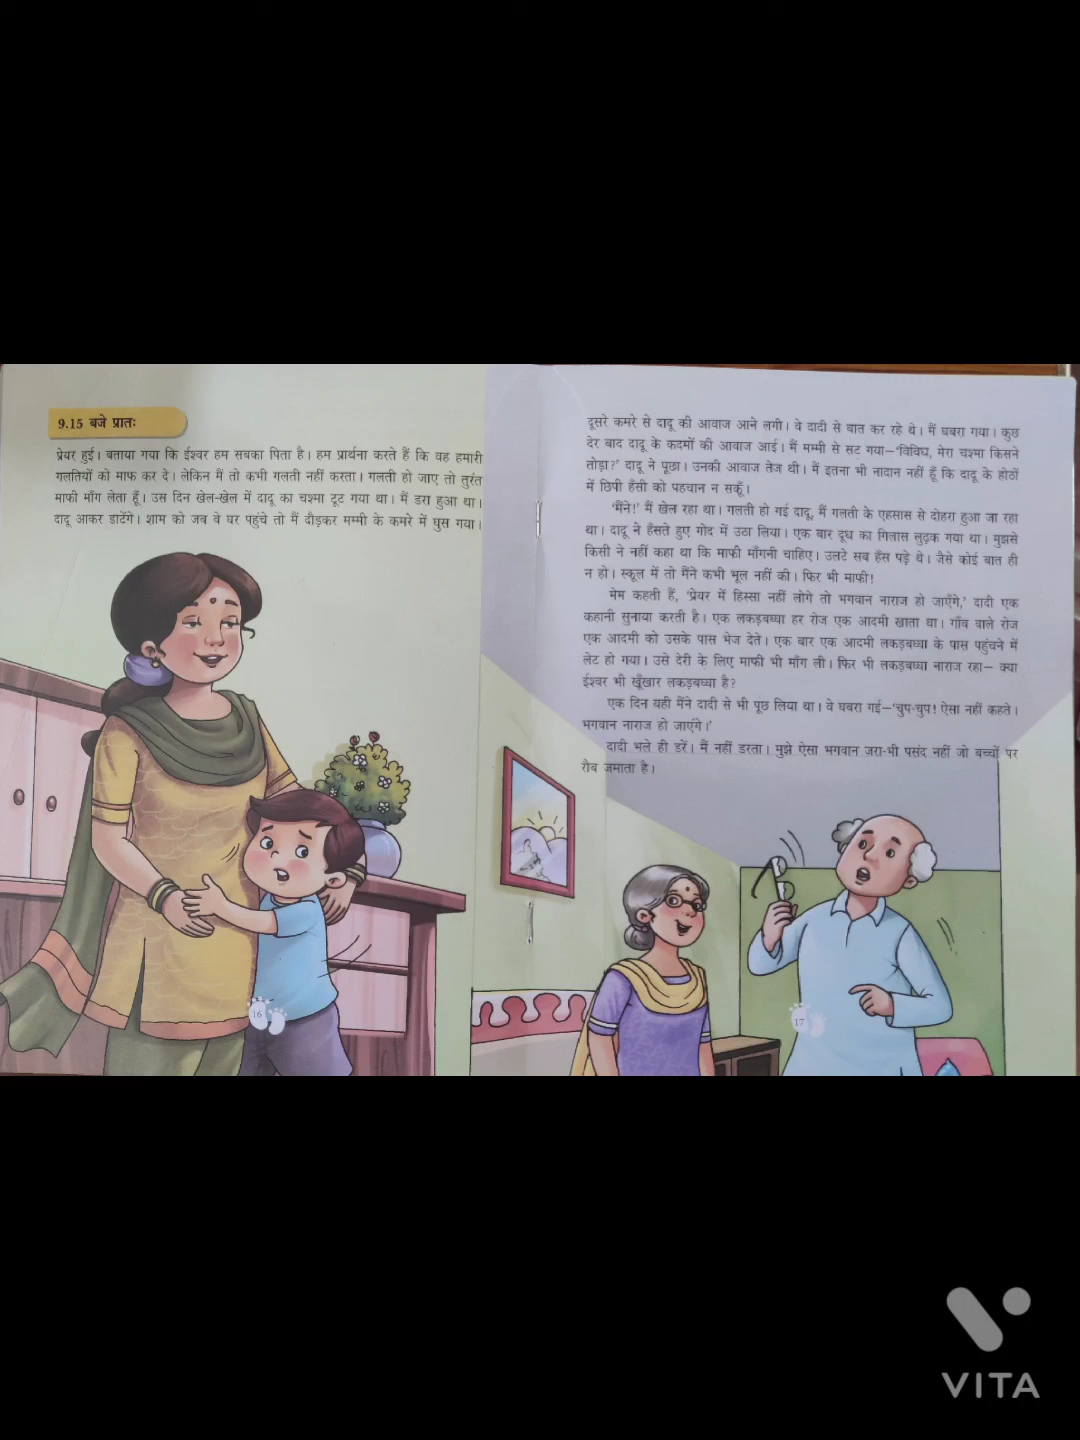 9.15 बजे प्रातः
प्रेयर हुई। बताया गया कि ईश्वर हम सबका पिता है। हम प्रार्थना करते हैं कि वह हमारी
गलतियों को माफ कर दे। लेकिन मैं तो कभी गलती नहीं करता। गलती हो जाए तो तुरंत
माफी माँग लेता हूँ। उस दिन खेल-खेल में दादू का चश्मा टूट गया था। मैं डरा हुआ था।
दादू आकर डाटेंगे। शाम को जब वे घर पहुंचे तो मैं दौड़कर मम्मी के कमरे में घुस गया।
16
दूसरे कमरे से दादू की आवाज आने लगी। वे दादी से बात कर रहे थे। मैं घबरा गया। कुछ
देर बाद दादू के कदमों की आवाज आई। मैं मम्मी से सट गया–'विविध, मेरा चश्मा किसने
तोड़ा?' दादू ने पूछा। उनकी आवाज तेज थी। मैं इतना भी नादान नहीं हूँ कि दादू के होठों
में छिपी हँसी को पहचान न सकूँ।
'मैंने!' मैं खेल रहा था। गलती हो गई दादू, मैं गलती के एहसास से दोहरा हुआ जा रहा
था। दादू ने हँसते हुए गोद में उठा लिया। एक बार दूध का गिलास लुढ़क गया था। मुझसे
किसी ने नहीं कहा था कि माफी माँगनी चाहिए। उलटे सब हँस पड़े थे। जैसे कोई बात ही
न हो। स्कूल में तो मैंने कभी भूल नहीं की। फिर भी माफी!
मेम कहती हैं, 'प्रेयर में हिस्सा नहीं लोगे तो भगवान नाराज हो जाएँगे,' दादी एक
कहानी सुनाया करती है। एक लकड़बघ्घा हर रोज एक आदमी खाता था। गाँव वाले रोज
एक आदमी को उसके पास भेज देते। एक बार एक आदमी लकड़बघ्घा के पास पहुंचने में
लेट हो गया। उसे देरी के लिए माफी भी माँग ली। फिर भी लकड़बघ्घा नाराज रहा– क्या
ईश्वर भी खूँखार लकड़बघ्घा है?
एक दिन यही मैंने दादी से भी पूछ लिया था। वे घबरा गई–'चुप-चुप! ऐसा नहीं कहते।
भगवान नाराज हो जाएंगे।'
दादी भले ही डरें। मैं नहीं डरता। मुझे ऐसा भगवान जरा-भी पसंद नहीं जो बच्चों पर
रौब जमाता है।
17
VITA